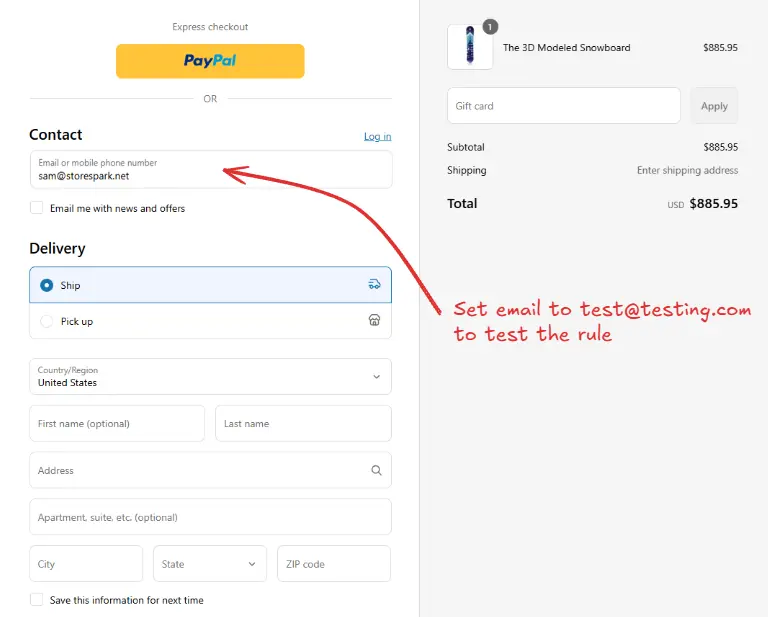 Express checkout
PayPal
OR
Contact
Log in
Email or mobile phone number
sam@storespark.net
Email me with news and offers
Delivery
Ship
Pick up
Country/Region
United States
First name (optional)
Last name
Address
Apartment, suite, etc. (optional)
City
State
ZIP code
Save this information for next time
1
The 3D Modeled Snowboard
$885.95
Gift card
Apply
Subtotal
$885.95
Shipping
Enter shipping address
Total
USD $885.95
Set email to test@testing.com
to test the rule